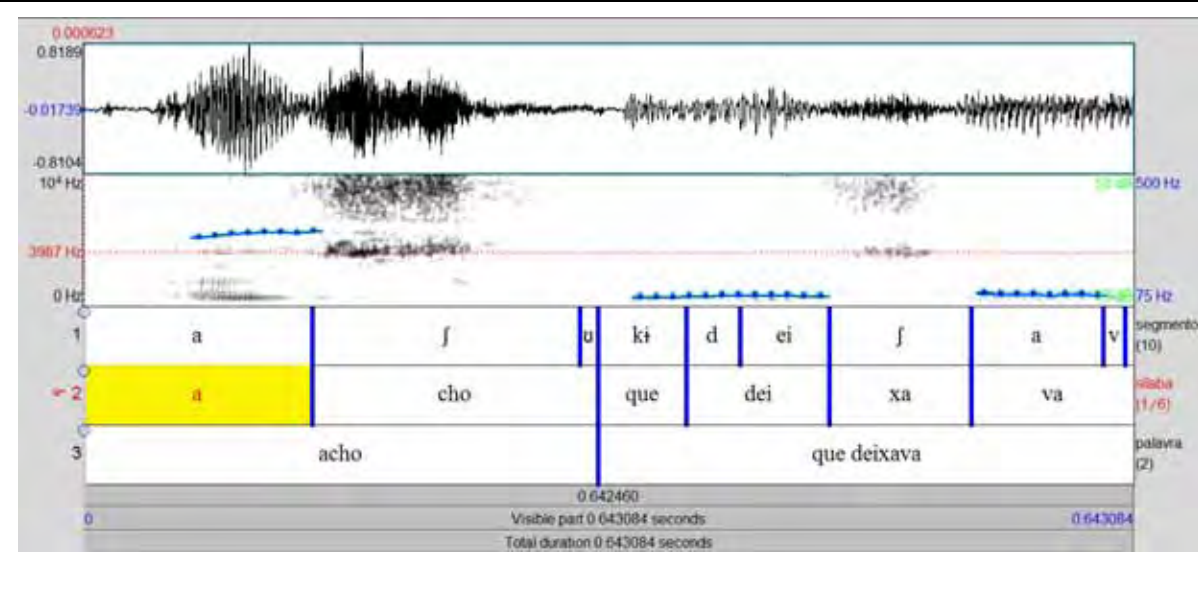 0.000623
0.8189
-0.01739
-0.8104
10⁴ Hz
500 Hz
3987 Hz
0 Hz
75 Hz
1 a ʃ ʊ kɨ d ei ʃ a v segmento
(10)
2 a cho que dei xa va sílaba
(1/6)
3 acho que deixava palavra
(2)
0.642460
0 Visible part 0.643084 seconds 0.643084
Total duration 0.643084 seconds